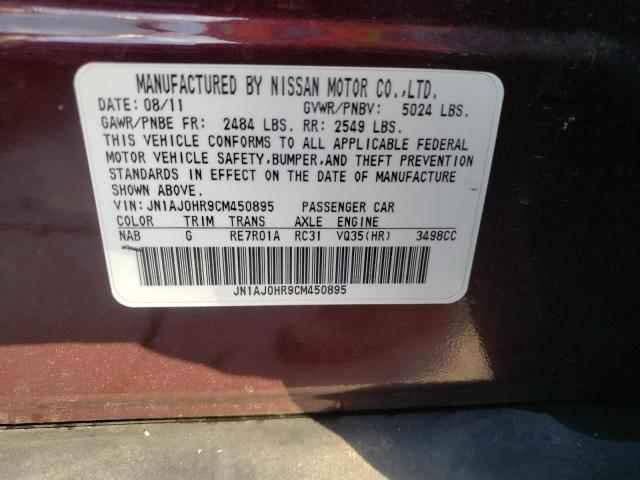 MANUFACTURED BY NISSAN MOTOR CO.,LTD.
DATE: 08/11 GVWR/PNBV: 5024 LBS.
GAWR/PNBE FR: 2484 LBS. RR: 2549 LBS.
THIS VEHICLE CONFORMS TO ALL APPLICABLE FEDERAL
MOTOR VEHICLE SAFETY,BUMPER,AND THEFT PREVENTION
STANDARDS IN EFFECT ON THE DATE OF MANUFACTURE
SHOWN ABOVE.
VIN: JN1AJ0HR9CM450895 PASSENGER CAR
COLOR TRIM TRANS AXLE ENGINE
NAB G RE7R01A RC31 VQ35(HR) 3498CC
JN1AJ0HR9CM450895